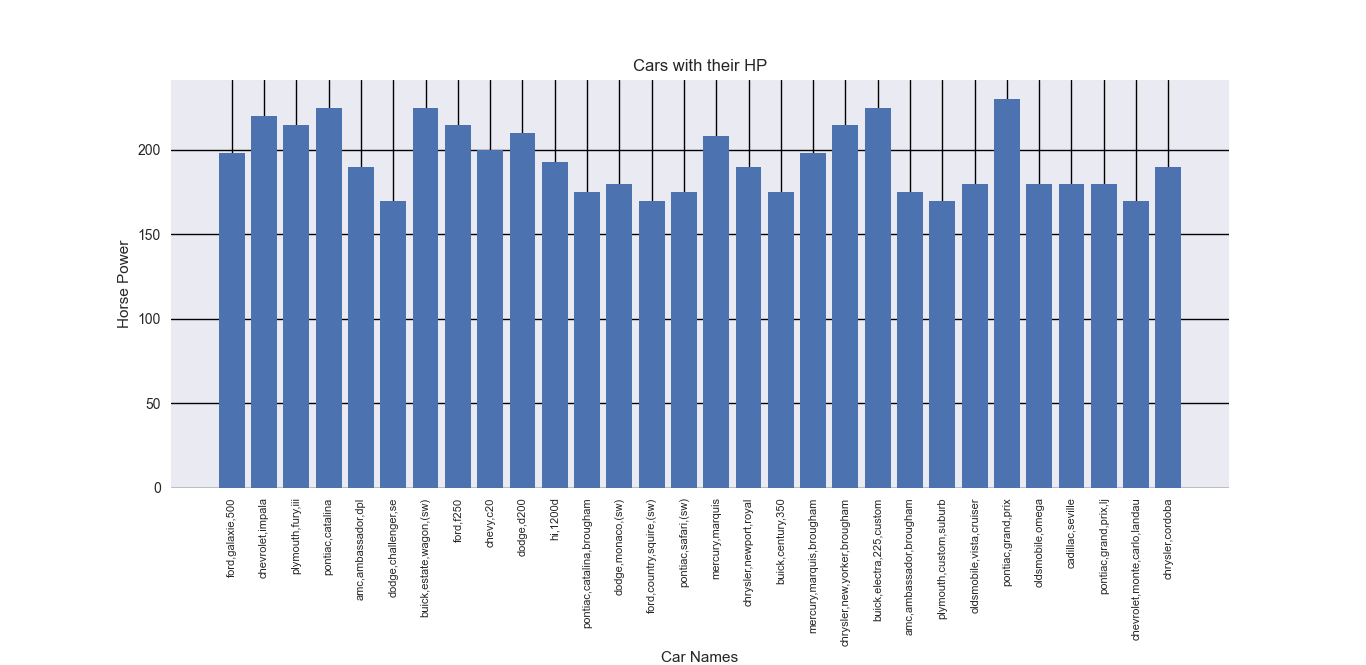 Cars with their HP
Horse Power
200
150
100
50
0
ford,galaxie,500
chevrolet,impala
plymouth,fury,iii
pontiac,catalina
amc,ambassador,dpl
dodge,challenger,se
buick,estate,wagon,(sw)
ford,f250
chevy,c20
dodge,d200
hi,1200d
pontiac,catalina,brougham
dodge,monaco,(sw)
ford,country,squire,(sw)
pontiac,safari,(sw)
mercury,marquis
chrysler,newport,royal
buick,century,350
mercury,marquis,brougham
chrysler,new,yorker,brougham
buick,electra,225,custom
amc,ambassador,brougham
plymouth,custom,suburb
oldsmobile,vista,cruiser
pontiac,grand,prix
oldsmobile,omega
cadillac,seville
pontiac,grand,prix,lj
chevrolet,monte,carlo,landau
chrysler,cordoba
Car Names